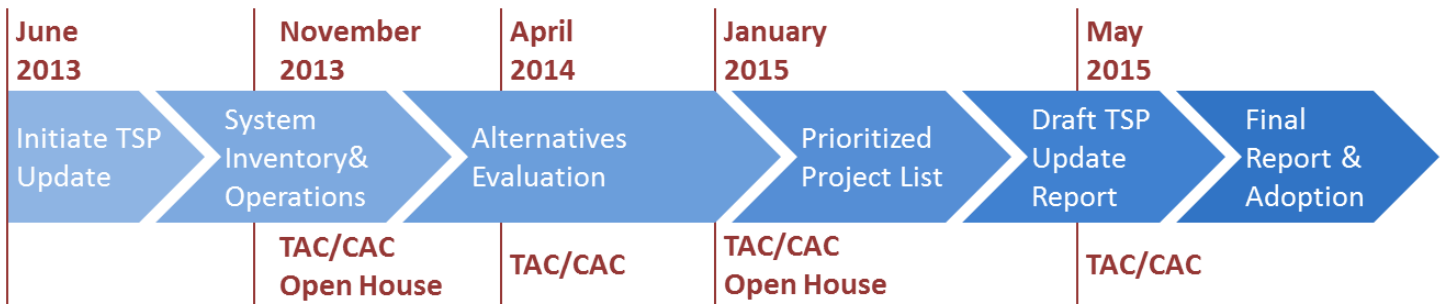 June
2013
November
2013
April
2014
January
2015
May
2015
Initiate TSP
Update
System
Inventory&
Operations
Alternatives
Evaluation
Prioritized
Project List
Draft TSP
Update
Report
Final
Report &
Adoption
TAC/CAC
Open House
TAC/CAC
TAC/CAC
Open House
TAC/CAC